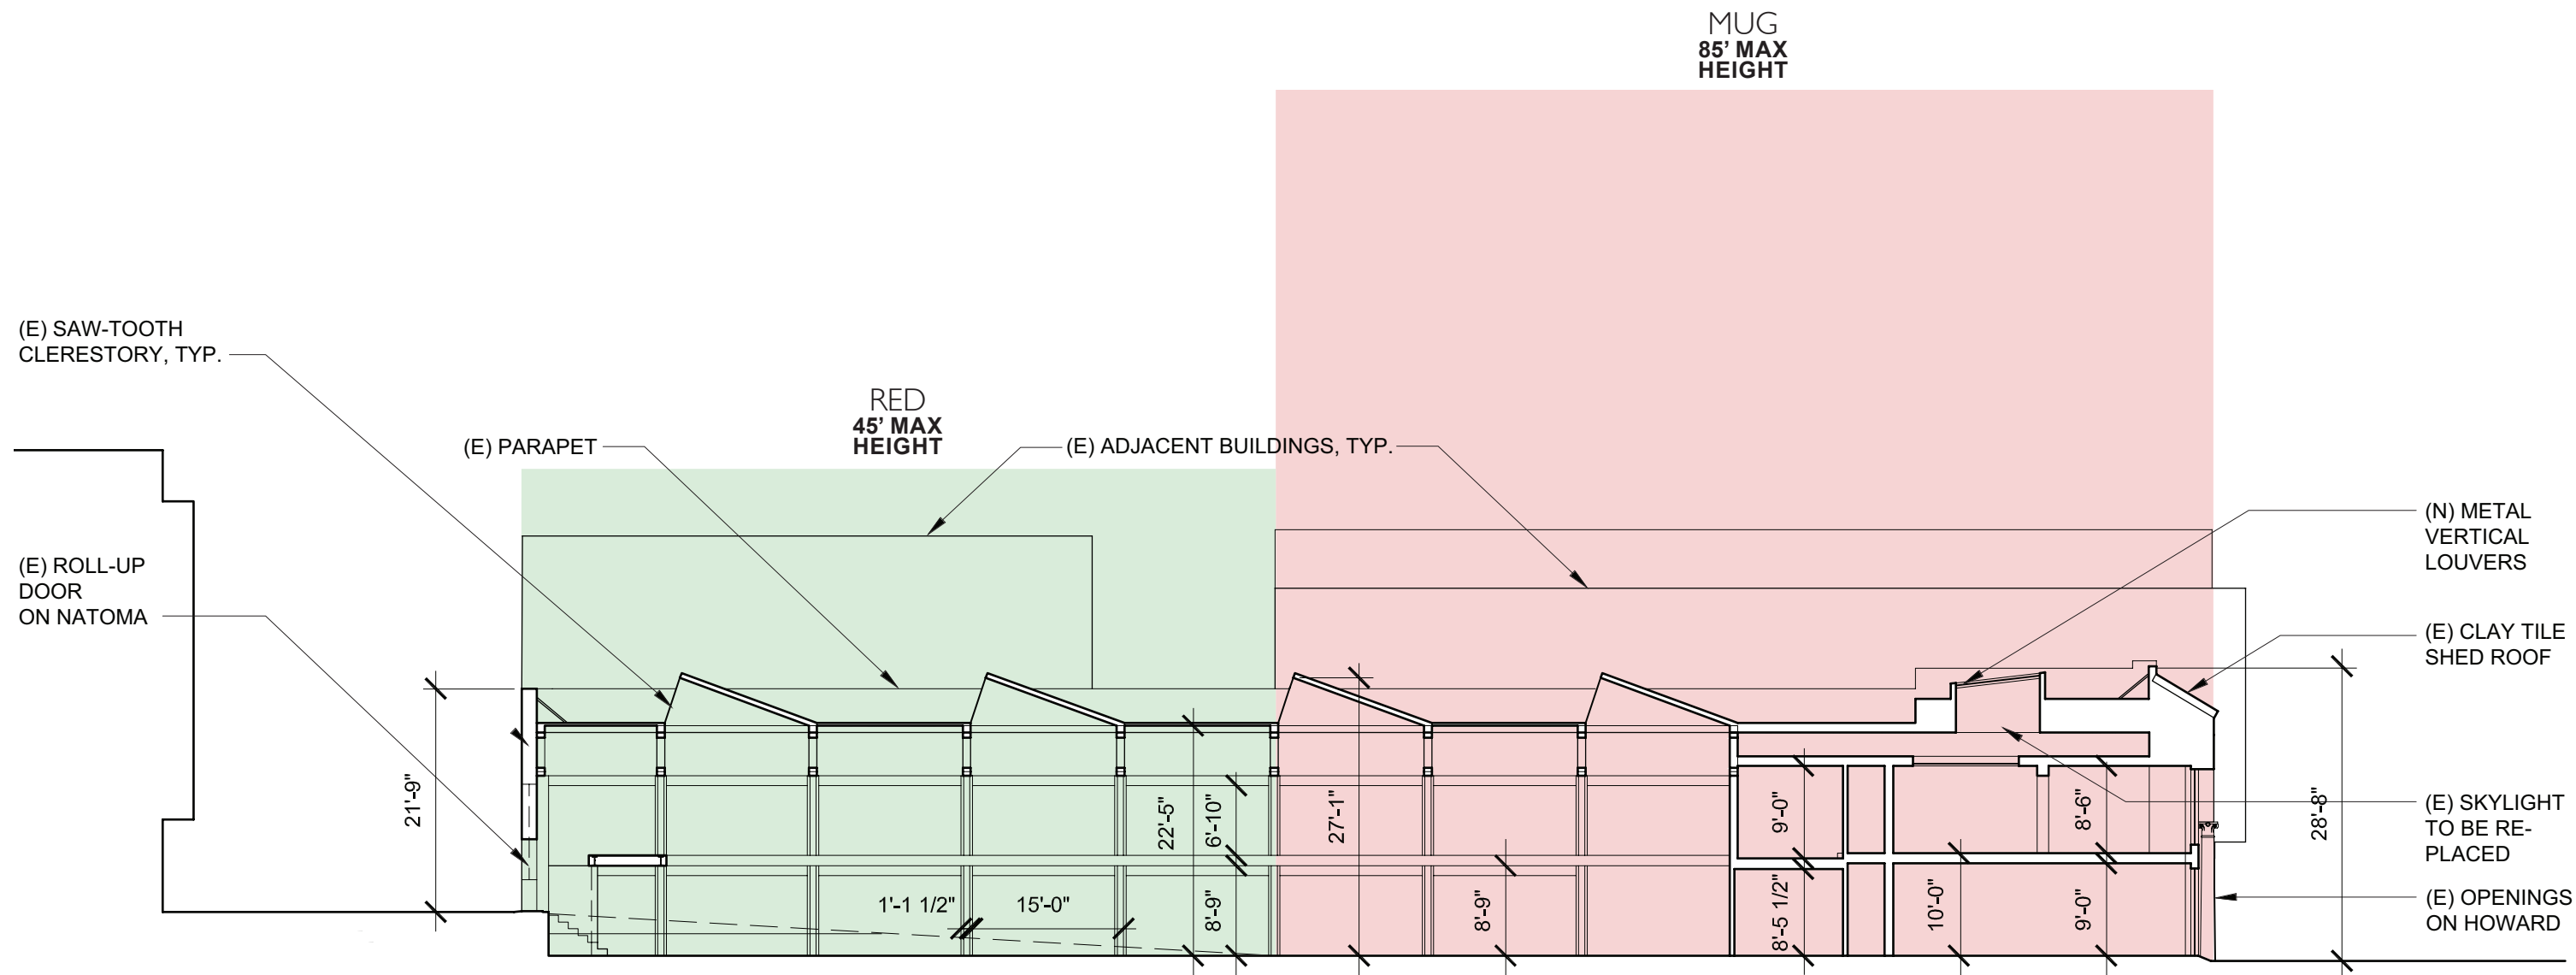 MUG
85’ MAX
HEIGHT
(E) SAW-TOOTH
CLERESTORY, TYP.
RED
45’ MAX
HEIGHT
(E) PARAPET
(E) ADJACENT BUILDINGS, TYP.
(N) METAL
VERTICAL
LOUVERS
(E) ROLL-UP
DOOR
ON NATOMA
(E) CLAY TILE
SHED ROOF
21'-9"
22'-5"
6'-10"
27'-1"
9'-0"
8'-6"
28'-8"
(E) SKYLIGHT
TO BE RE-
PLACED
1'-1 1/2"
15'-0"
8'-9"
8'-9"
8'-5 1/2"
10'-0"
9'-0"
(E) OPENINGS
ON HOWARD